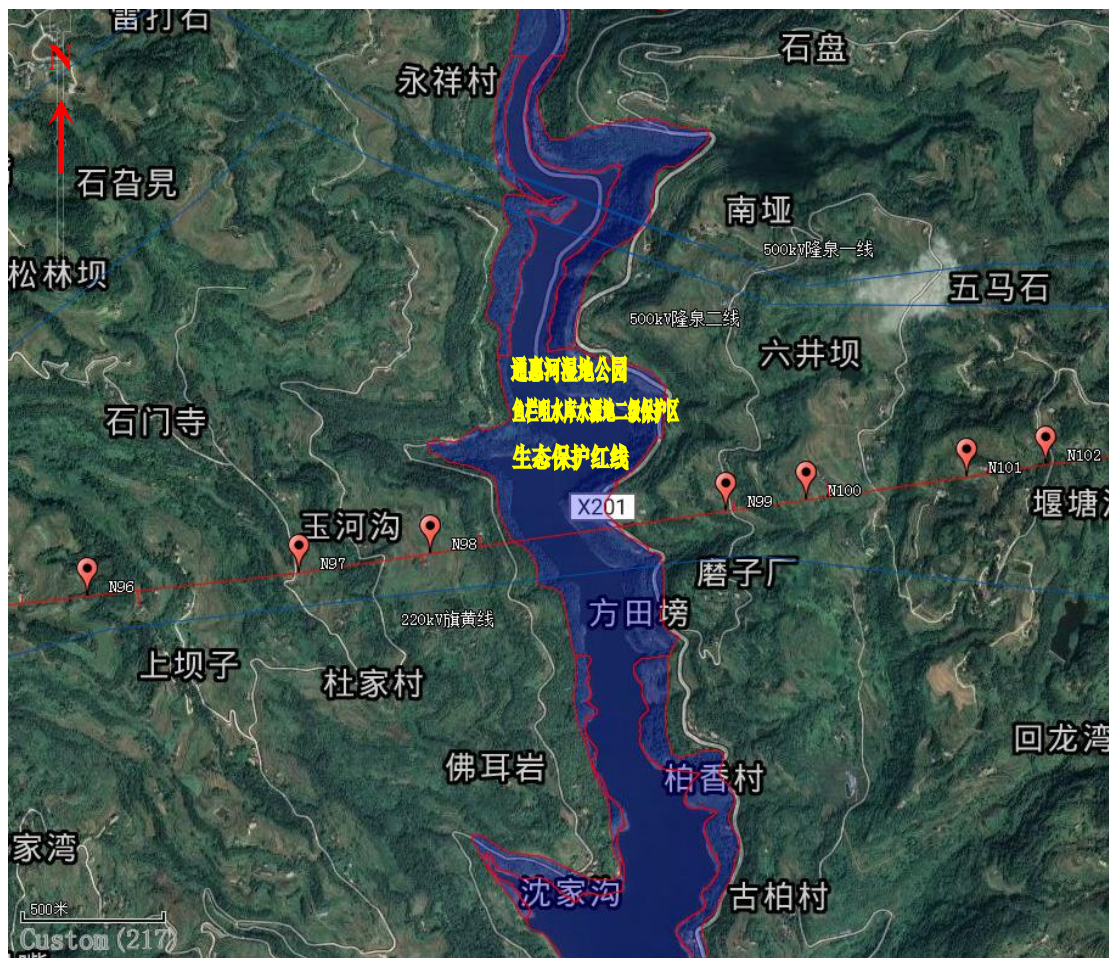 雷打石
N
永祥村
石盘
石旮旯
南垭
500kV隆泉一线
松林坝
五马石
500kV隆泉二线
六井坝
通惠河湿地公园
鱼栏咀水库水源地二级保护区
石门寺
生态保护红线
N102
N101
N100
N99
X201
堰塘
玉河沟
N98
N97
N96
磨子厂
方田塝
220kV旗黄线
上坝子
杜家村
回龙湾
佛耳岩
柏香村
家湾
沈家沟
古柏村
500米
Custom(217)